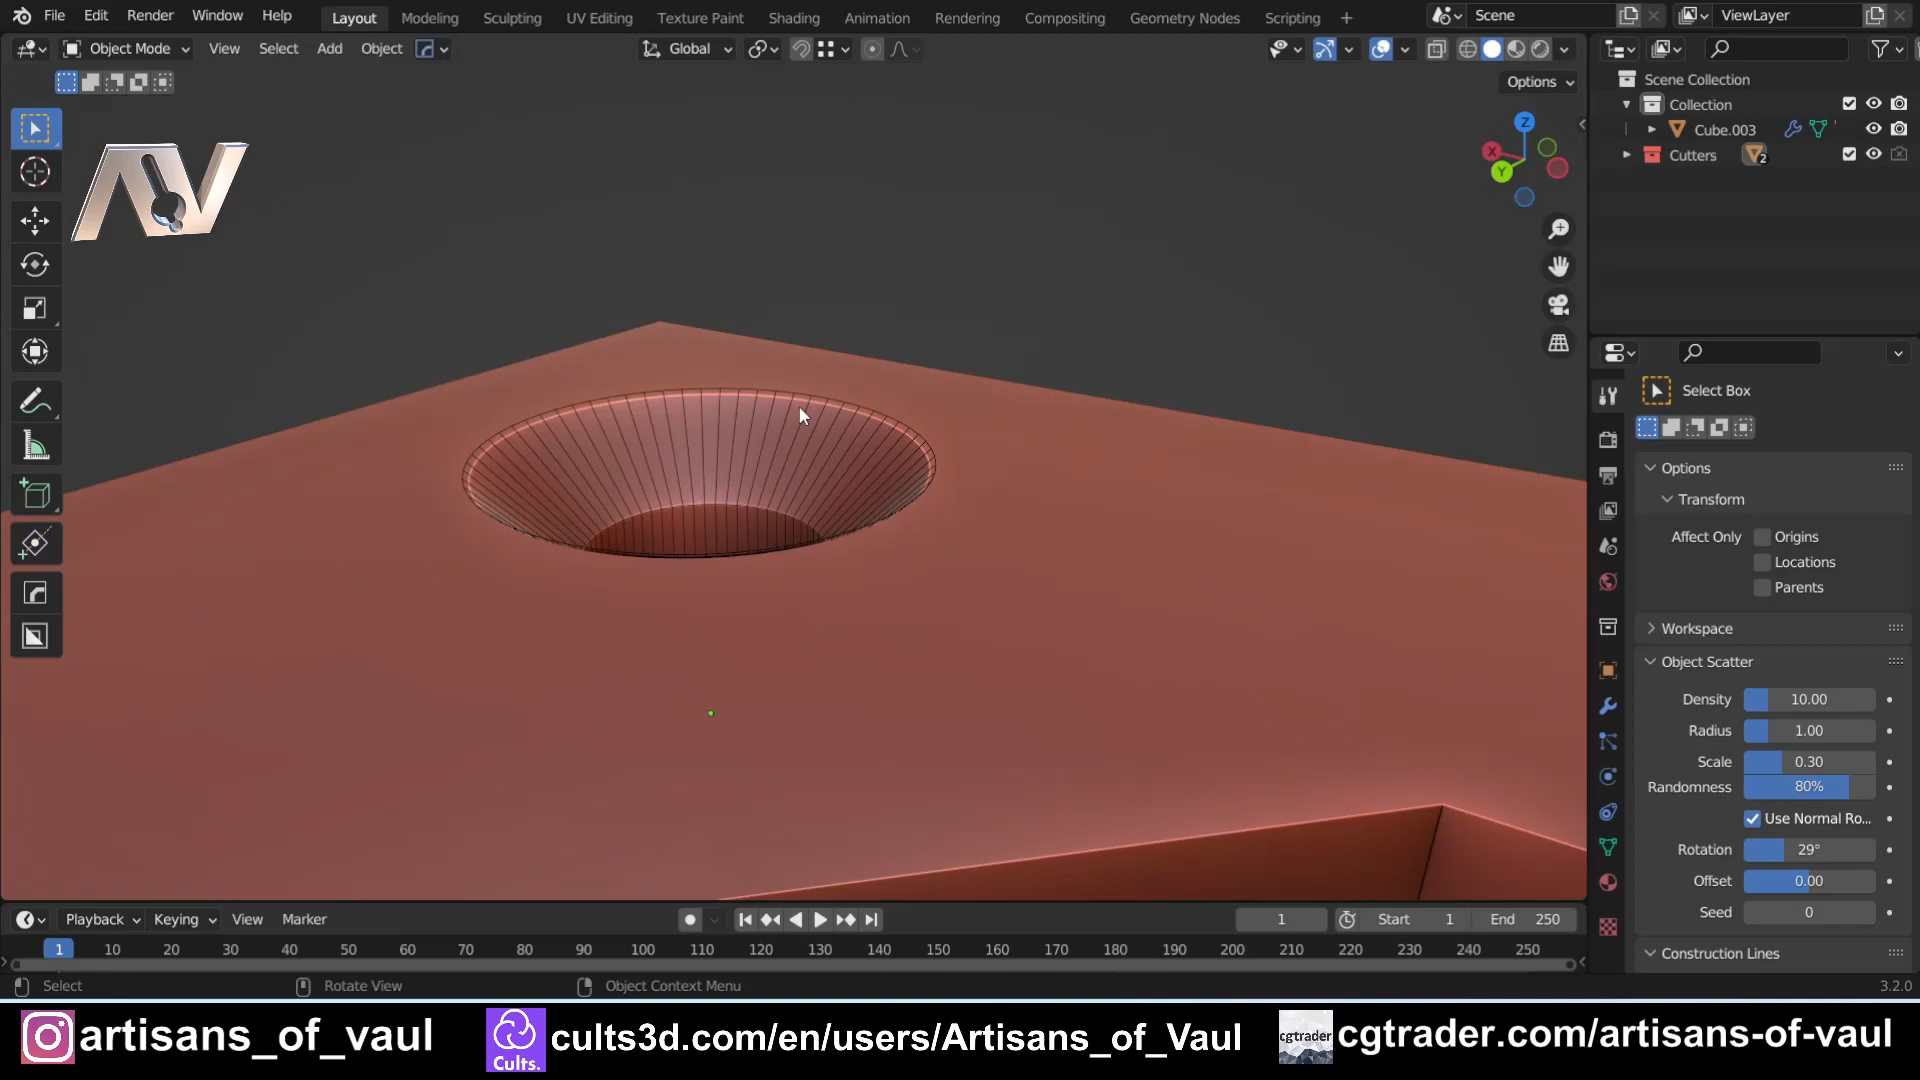 File Edit Render Window Help Layout Modeling Sculpting UV Editing Texture Paint Shading Animation Rendering Compositing Geometry Nodes Scripting + Scene ViewLayer
Object Mode View Select Add Object Global
Options
Scene Collection
Collection
Cube.003
Cutters 2
Z
X
Y
AV
Select Box
Options
Transform
Affect Only Origins
Locations
Parents
Workspace
Object Scatter
Density 10.00
Radius 1.00
Scale 0.30
Randomness 80%
Use Normal Ro...
Rotation 29°
Offset 0.00
Seed 0
Construction Lines
Playback Keying View Marker 1 Start 1 End 250
1 10 20 30 40 50 60 70 80 90 100 110 120 130 140 150 160 170 180 190 200 210 220 230 240 250
Select Rotate View Object Context Menu 3.2.0
artisans_of_vaul Cults. cults3d.com/en/users/Artisans_of_Vaul cgtrader cgtrader.com/artisans-of-vaul